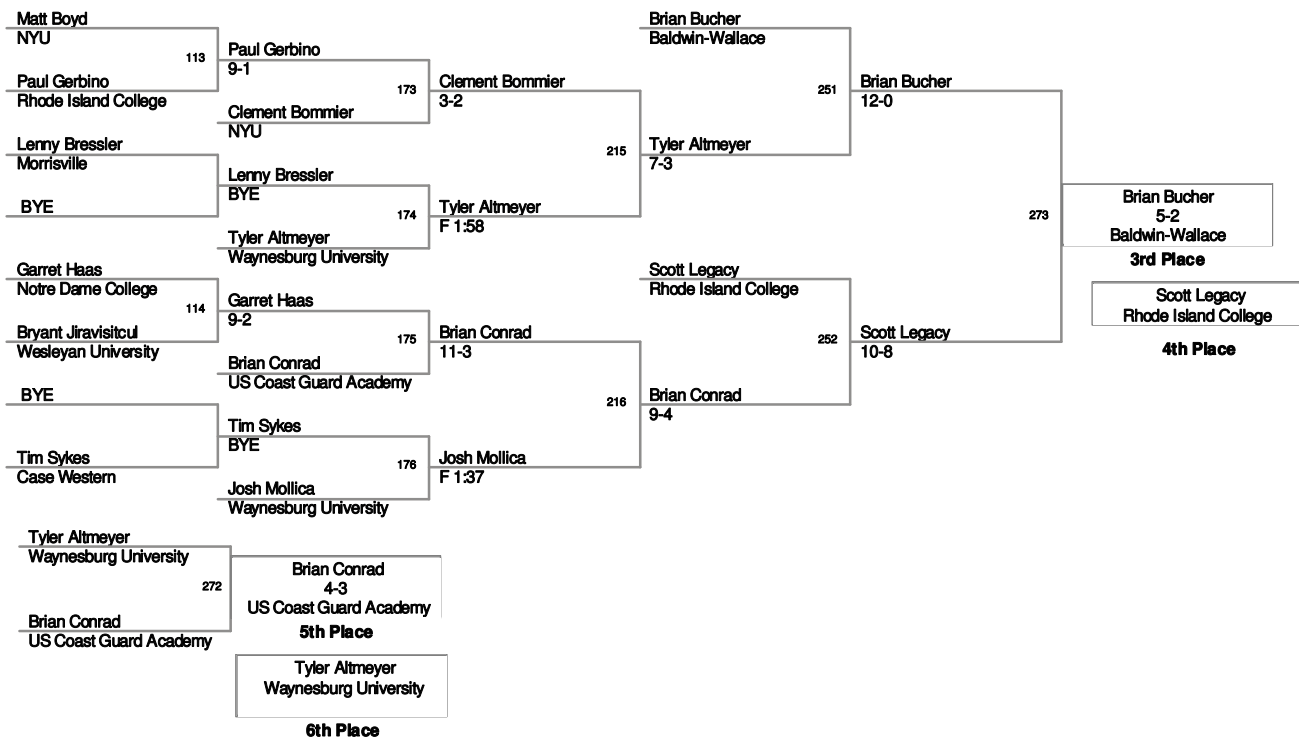 Matt Boyd
NYU
113
Paul Gerbino
Rhode Island College
Paul Gerbino
9-1
173
Clement Bommier
NYU
Lenny Bressler
Morrisville
BYE
Lenny Bressler
BYE
174
Tyler Altmeyer
Waynesburg University
Clement Bommier
3-2
215
Tyler Altmeyer
F 1:58
Garret Haas
Notre Dame College
114
Bryant Jiravisitcul
Wesleyan University
Garret Haas
9-2
175
Brian Conrad
US Coast Guard Academy
BYE
Tim Sykes
Case Western
Tim Sykes
BYE
176
Josh Mollica
Waynesburg University
Brian Conrad
11-3
216
Josh Mollica
F 1:37
Brian Bucher
Baldwin-Wallace
251
Tyler Altmeyer
7-3
Scott Legacy
Rhode Island College
252
Brian Conrad
9-4
Brian Bucher
12-0
273
Scott Legacy
10-8
Brian Bucher
5-2
Baldwin-Wallace
3rd Place
Scott Legacy
Rhode Island College
4th Place
Tyler Altmeyer
Waynesburg University
272
Brian Conrad
US Coast Guard Academy
Brian Conrad
4-3
US Coast Guard Academy
5th Place
Tyler Altmeyer
Waynesburg University
6th Place